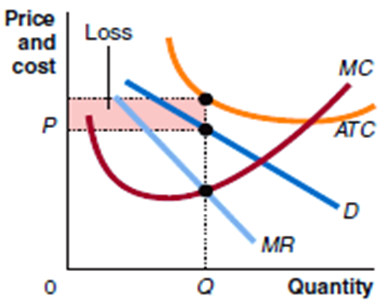 Price
and
cost
Loss
MC
P
ATC
D
MR
0
Q
Quantity